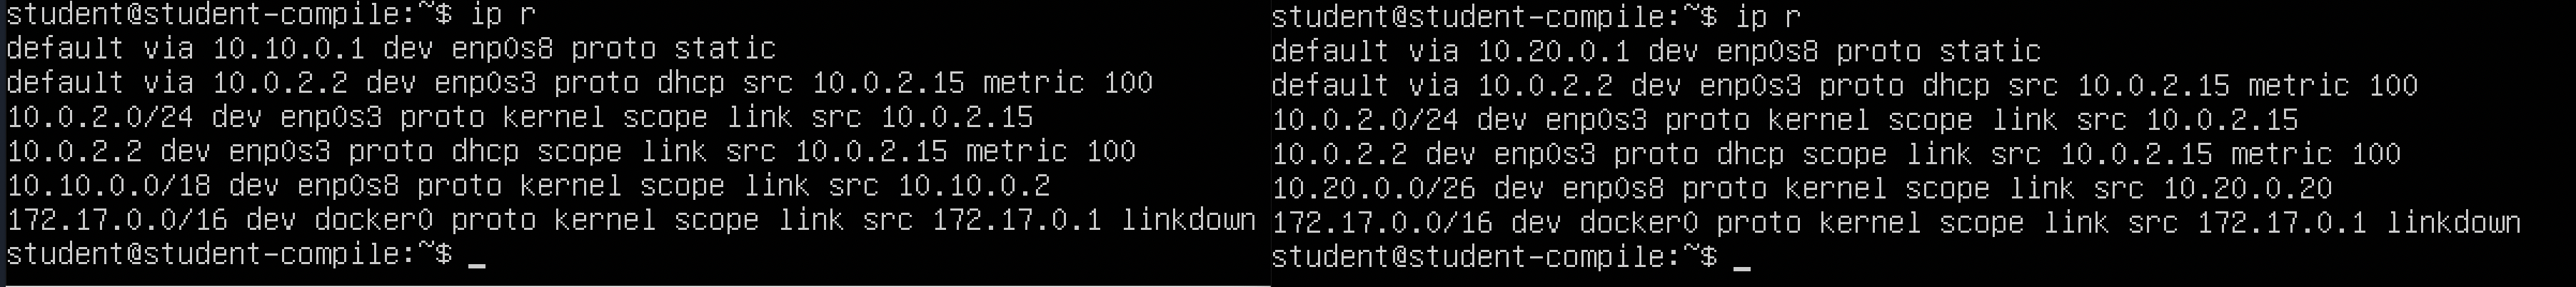 student@student-compile:~$ ip r
default via 10.10.0.1 dev enp0s8 proto static
default via 10.0.2.2 dev enp0s3 proto dhcp src 10.0.2.15 metric 100
10.0.2.0/24 dev enp0s3 proto kernel scope link src 10.0.2.15
10.0.2.2 dev enp0s3 proto dhcp scope link src 10.0.2.15 metric 100
10.10.0.0/18 dev enp0s8 proto kernel scope link src 10.10.0.2
172.17.0.0/16 dev docker0 proto kernel scope link src 172.17.0.1 linkdown
student@student-compile:~$ _
student@student-compile:~$ ip r
default via 10.20.0.1 dev enp0s8 proto static
default via 10.0.2.2 dev enp0s3 proto dhcp src 10.0.2.15 metric 100
10.0.2.0/24 dev enp0s3 proto kernel scope link src 10.0.2.15
10.0.2.2 dev enp0s3 proto dhcp scope link src 10.0.2.15 metric 100
10.20.0.0/26 dev enp0s8 proto kernel scope link src 10.20.0.20
172.17.0.0/16 dev docker0 proto kernel scope link src 172.17.0.1 linkdown
student@student-compile:~$ _